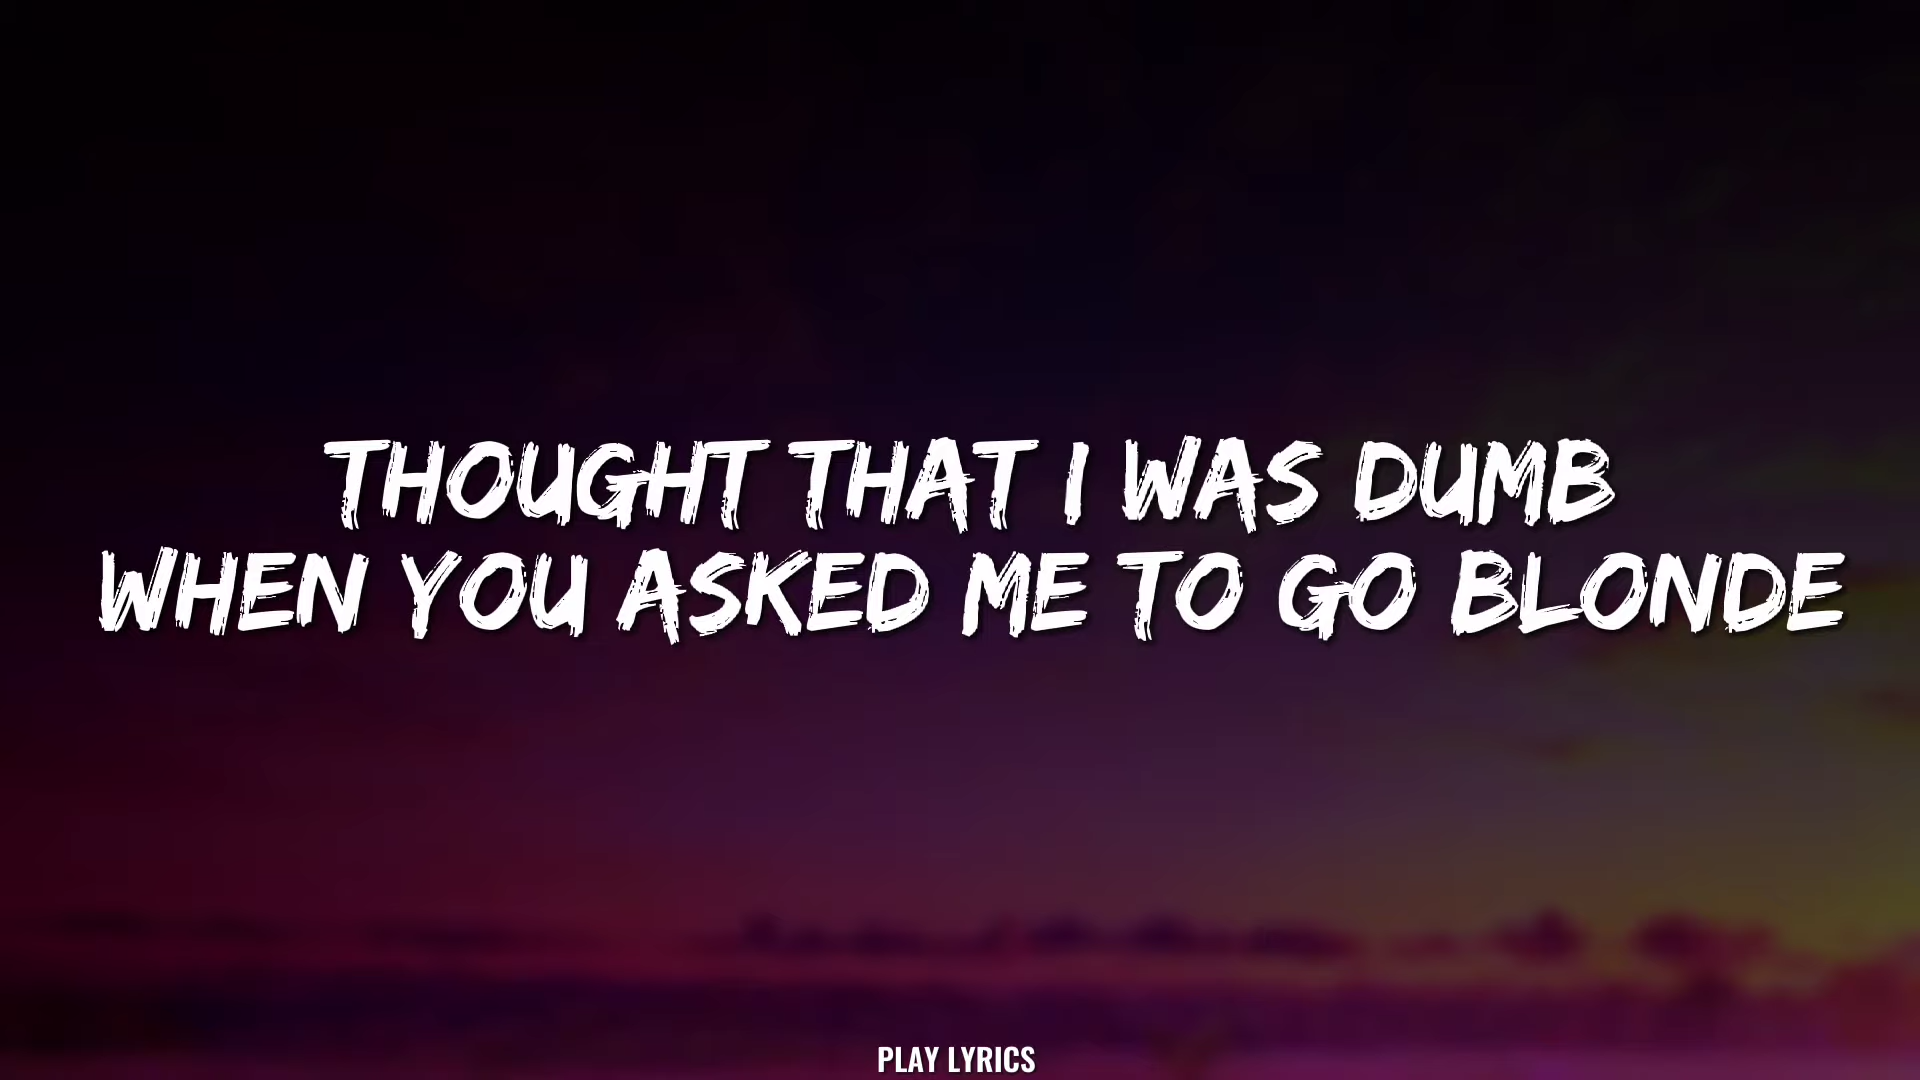 THOUGHT THAT I WAS DUMB
WHEN YOU ASKED ME TO GO BLONDE
PLAY LYRICS